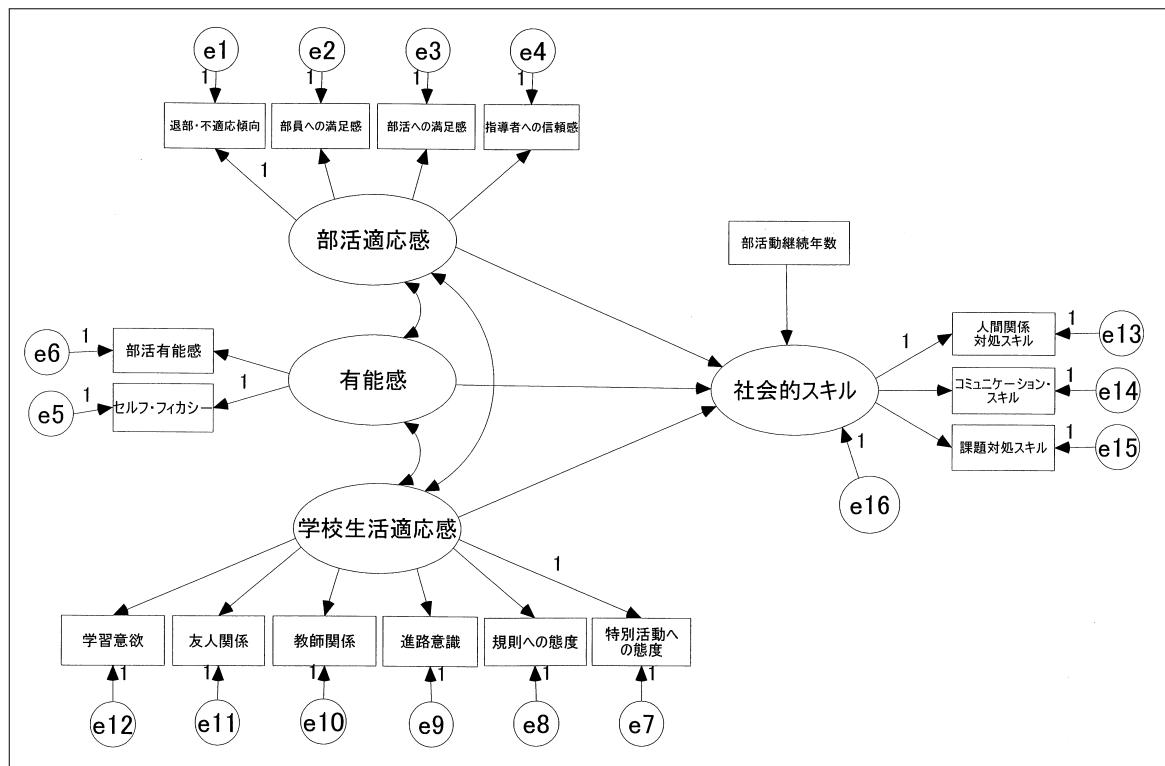 e1
e2
e3
e4
1
1
1
1
退部・不適応傾向
部員への満足感
部活への満足感
指導者への信頼感
1
部活適応感
部活動継続年数
e6
1
部活有能感
e5
1
セルフ・フィカシー
1
有能感
社会的スキル
1
人間関係
対処スキル
1
e13
コミュニケーション・
スキル
1
e14
課題対処スキル
1
e15
1
e16
学校生活適応感
1
学習意欲
友人関係
教師関係
進路意識
規則への態度
特別活動へ
の態度
1
1
1
1
1
1
e12
e11
e10
e9
e8
e7